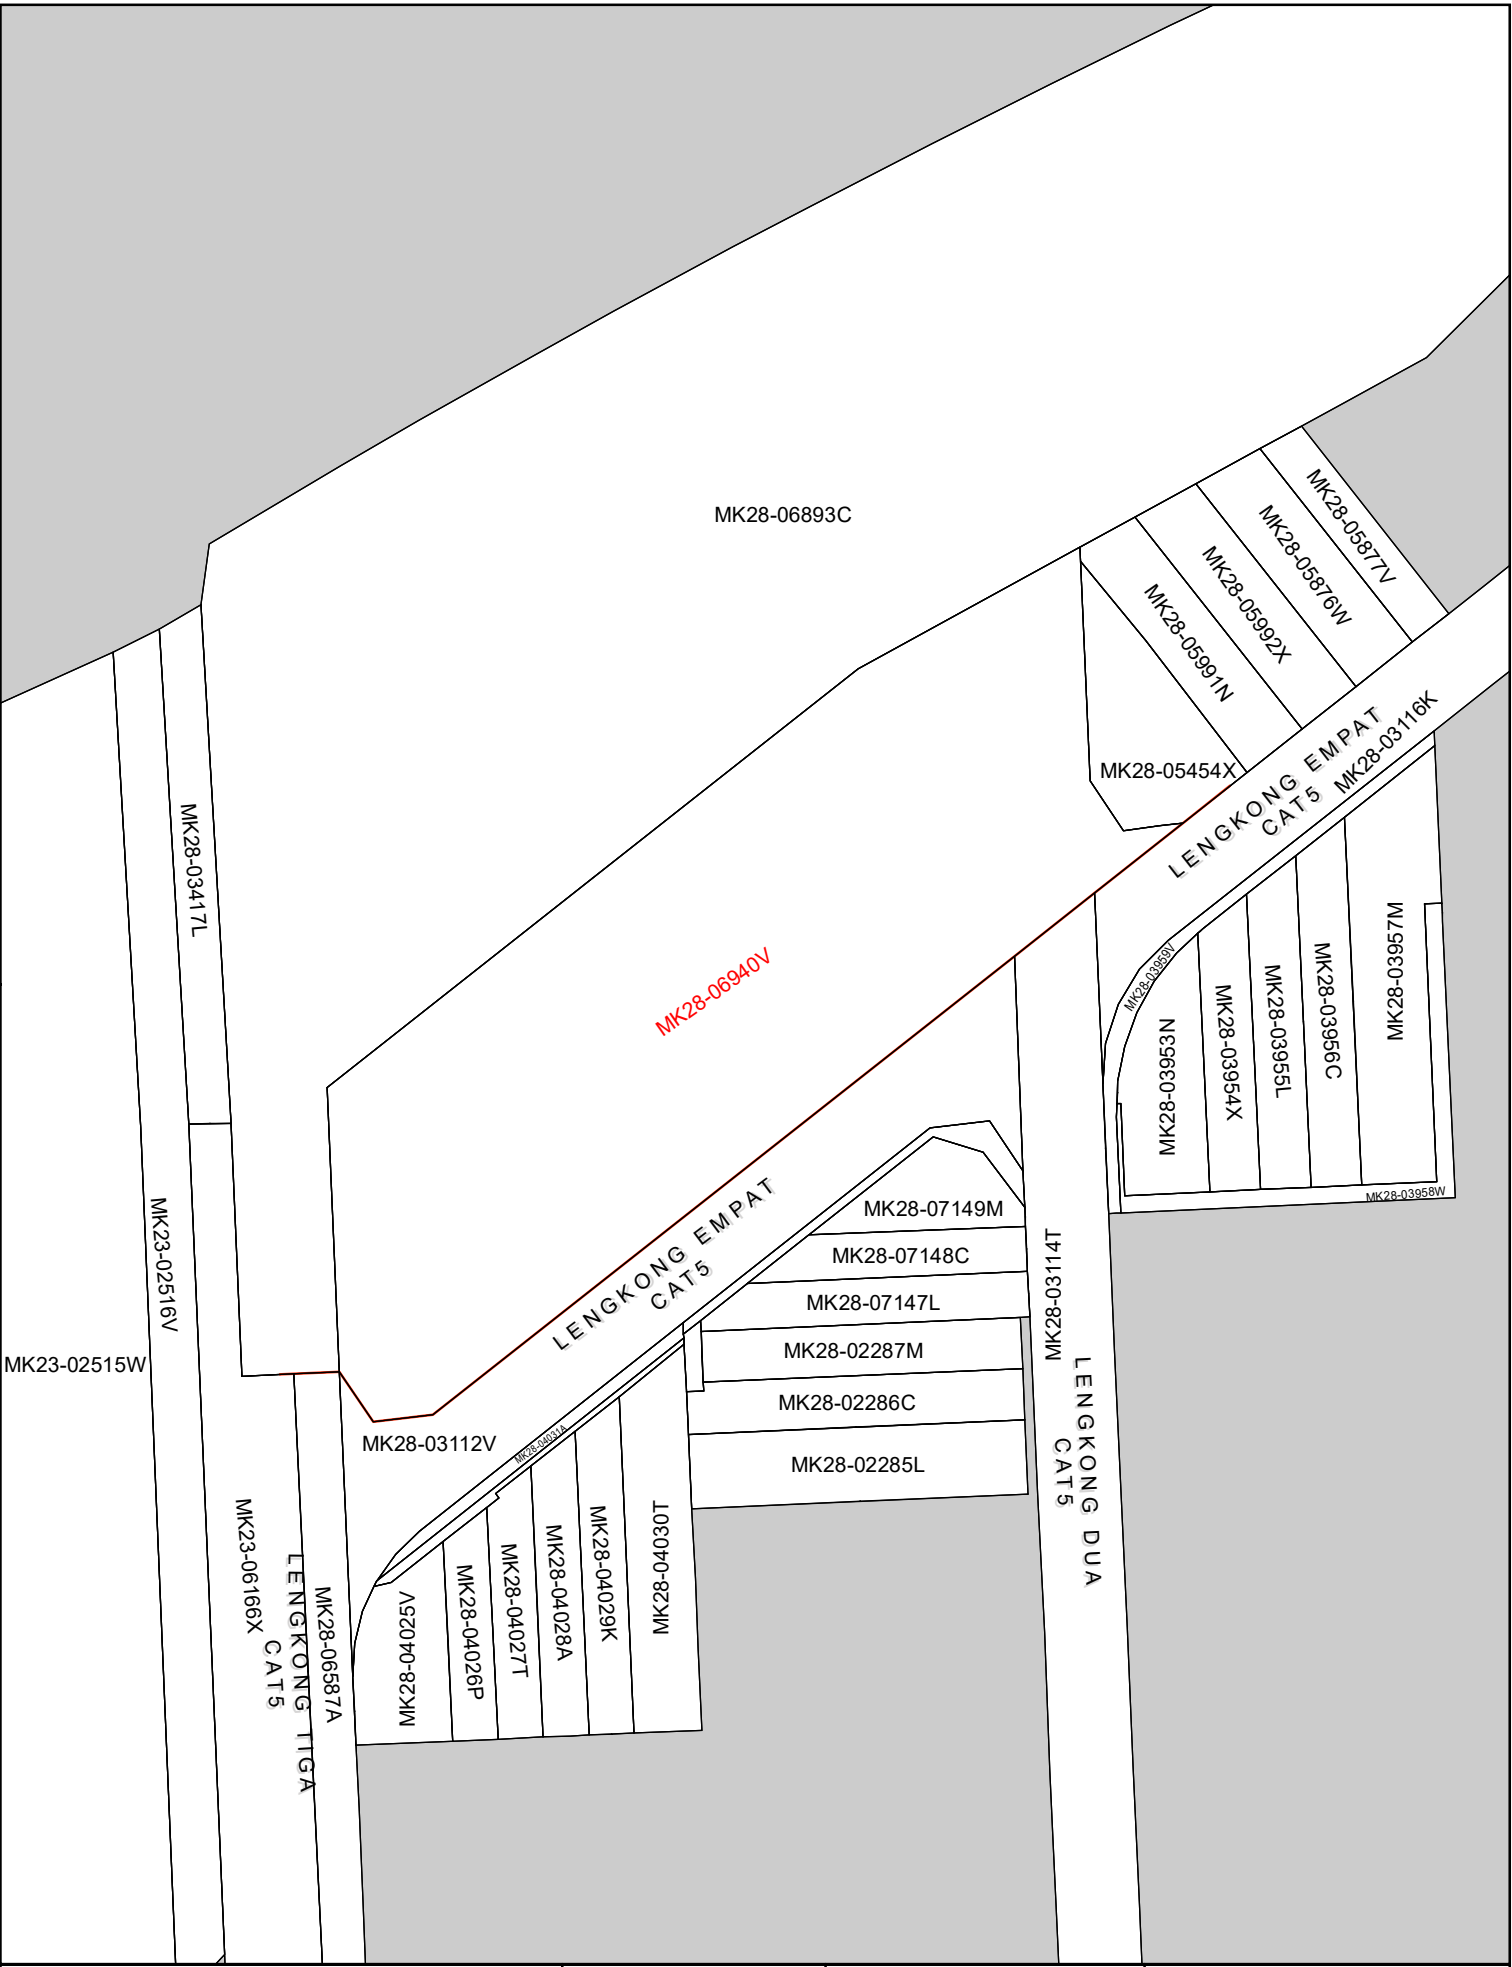 MK28-06893C
MK28-05877V
MK28-05876W
MK28-05992X
MK28-05991N
MK28-05454X
LENGKONG EMPAT
CAT5
MK28-03116K
MK28-03417L
MK28-06940V
MK28-03959V
MK28-03953N
MK28-03954X
MK28-03955L
MK28-03956C
MK28-03957M
MK28-03958W
MK23-02516V
MK23-02515W
LENGKONG EMPAT
CAT5
MK28-07149M
MK28-07148C
MK28-07147L
MK28-02287M
MK28-02286C
MK28-02285L
MK28-03114T
LENGKONG DUA
CAT5
MK28-03112V
MK28-04031A
MK23-06166X
LENGKONG TIGA
CAT5
MK28-06587A
MK28-04025V
MK28-04026P
MK28-04027T
MK28-04028A
MK28-04029K
MK28-04030T